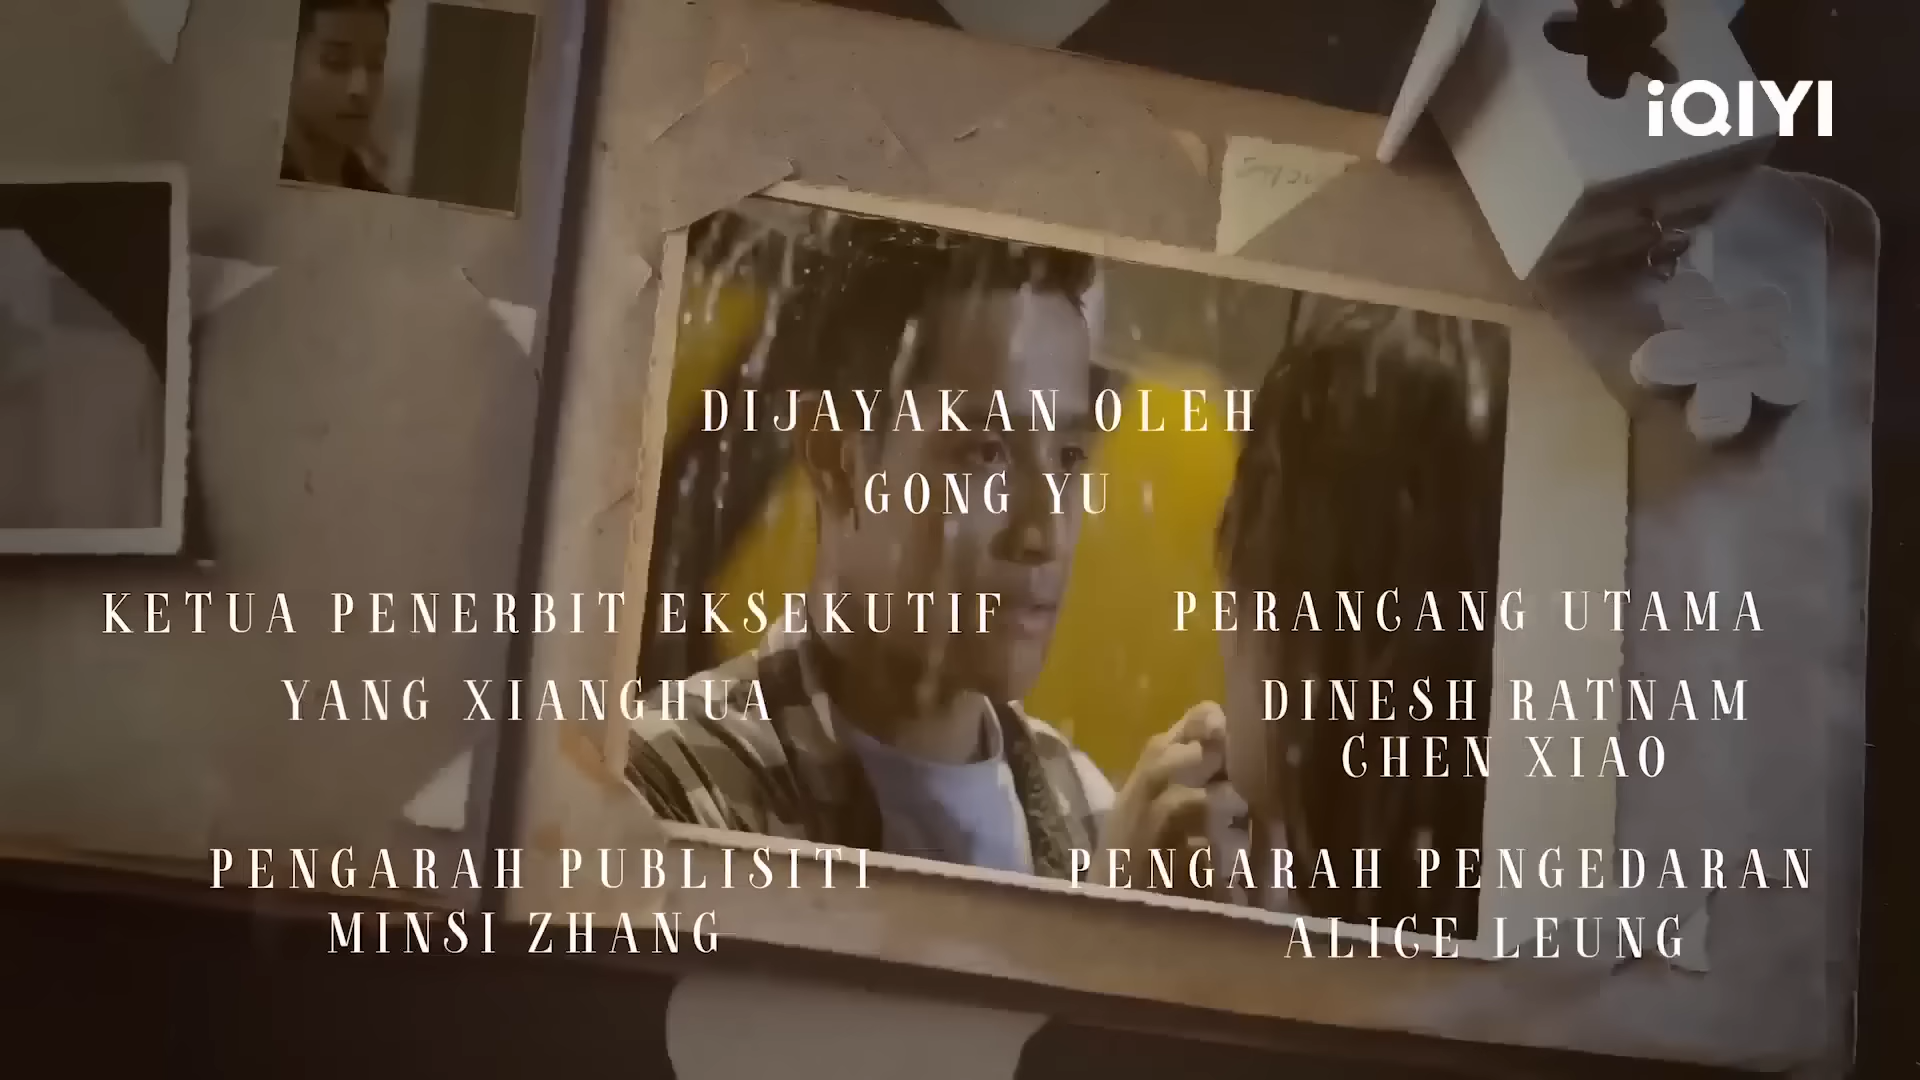 iQIYI
DIJAYAKAN OLEH
GONG YU
KETUA PENERBIT EKSEKUTIF
YANG XIANGHUA
PERANCANG UTAMA
DINESH RATNAM
CHEN XIAO
PENGARAH PUBLISITI
MINSI ZHANG
PENGARAH PENGEDARAN
ALICE LEUNG